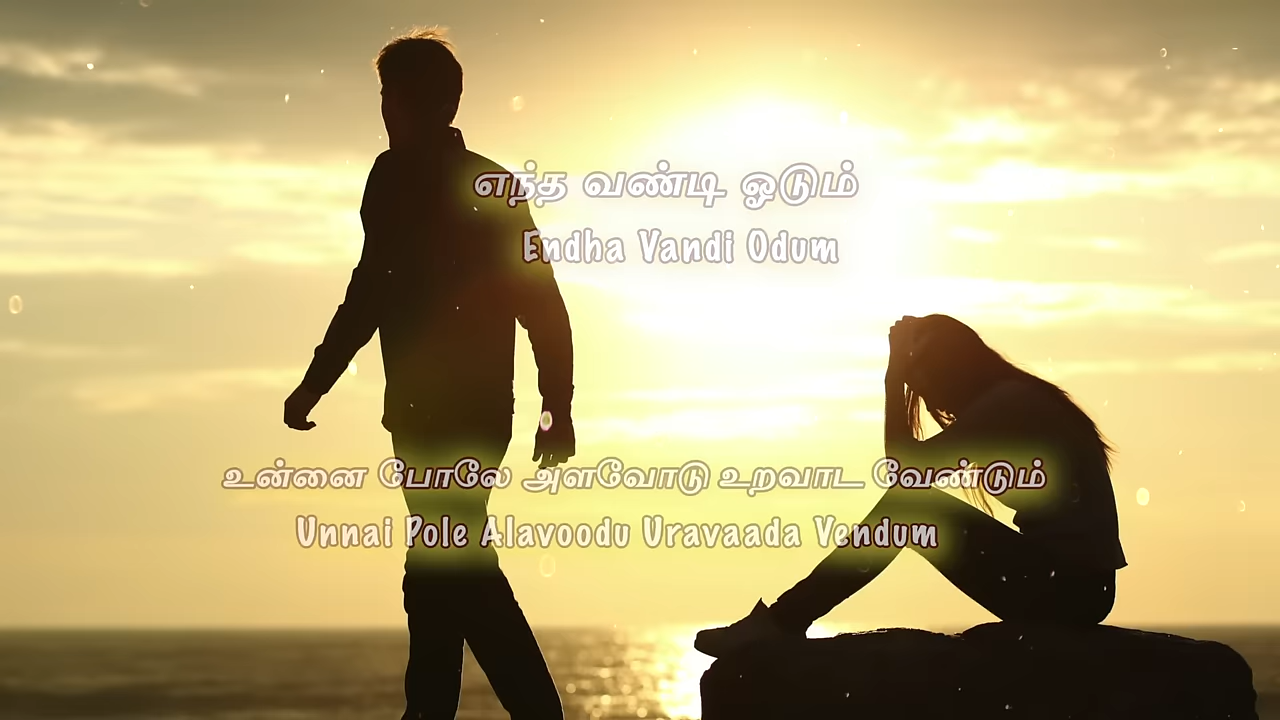 எந்த வண்டி ஓடும்
Endha Vandi Odum
உன்னை போலே அளவோடு உறவாட வேண்டும்
Unnai Pole Alavoodu Uravaada Vendum